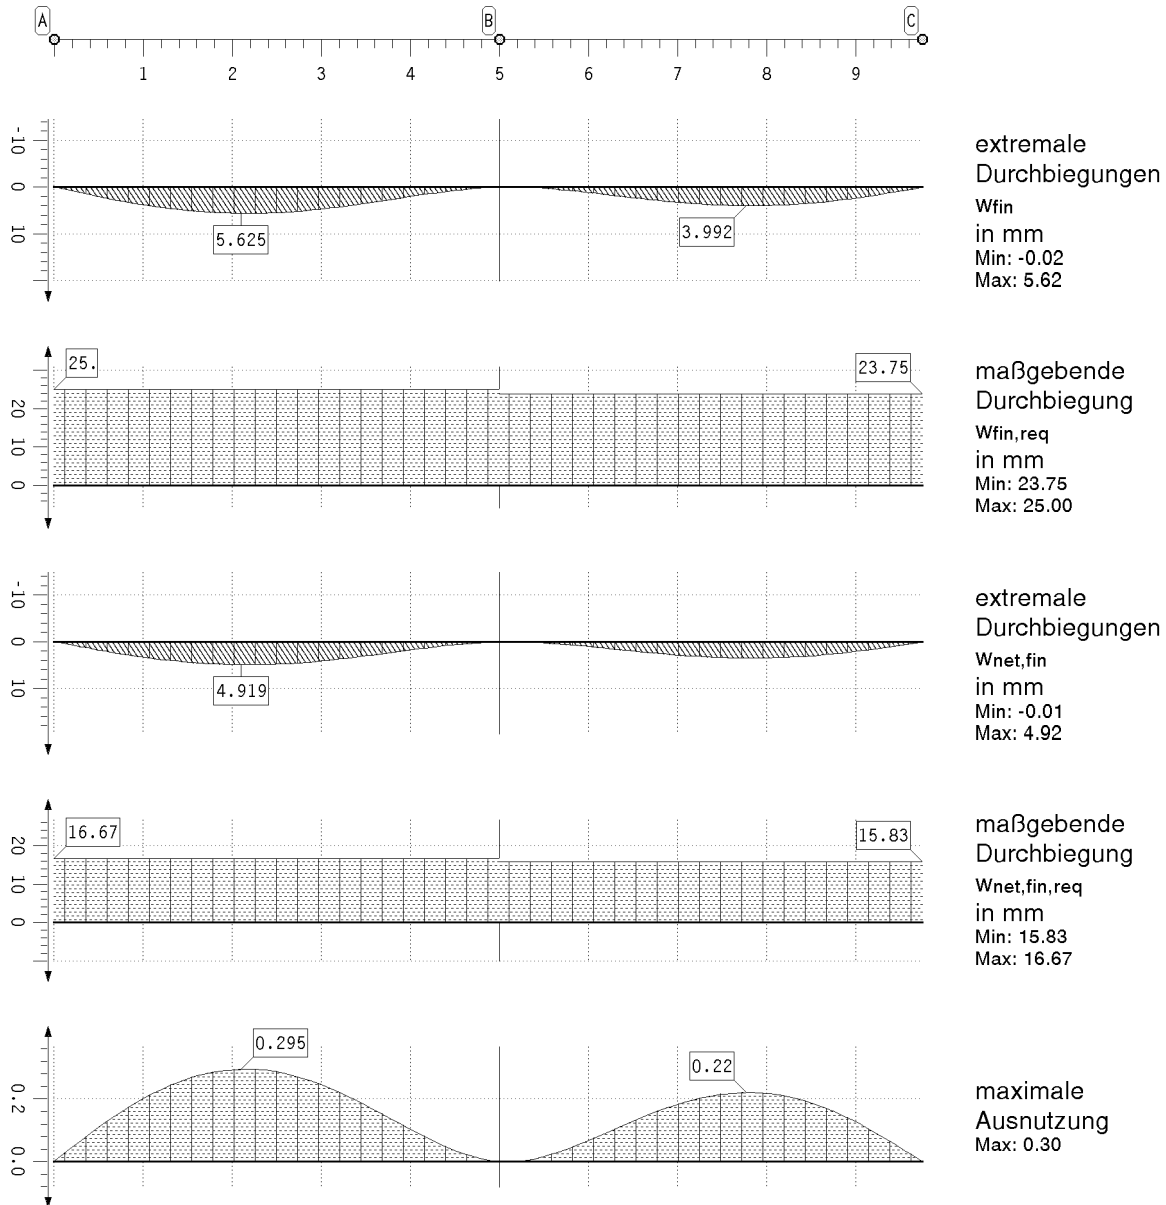 A B C
1 2 3 4 5 6 7 8 9
-10
0
10
5.625
3.992
extremale
Durchbiegungen
Wfin
in mm
Min: -0.02
Max: 5.62
25.
23.75
20
10
0
maßgebende
Durchbiegung
Wfin,req
in mm
Min: 23.75
Max: 25.00
-10
0
10
4.919
extremale
Durchbiegungen
Wnet,fin
in mm
Min: -0.01
Max: 4.92
16.67
15.83
20
10
0
maßgebende
Durchbiegung
Wnet,fin,req
in mm
Min: 15.83
Max: 16.67
0.295
0.22
0.2
0.0
maximale
Ausnutzung
Max: 0.30